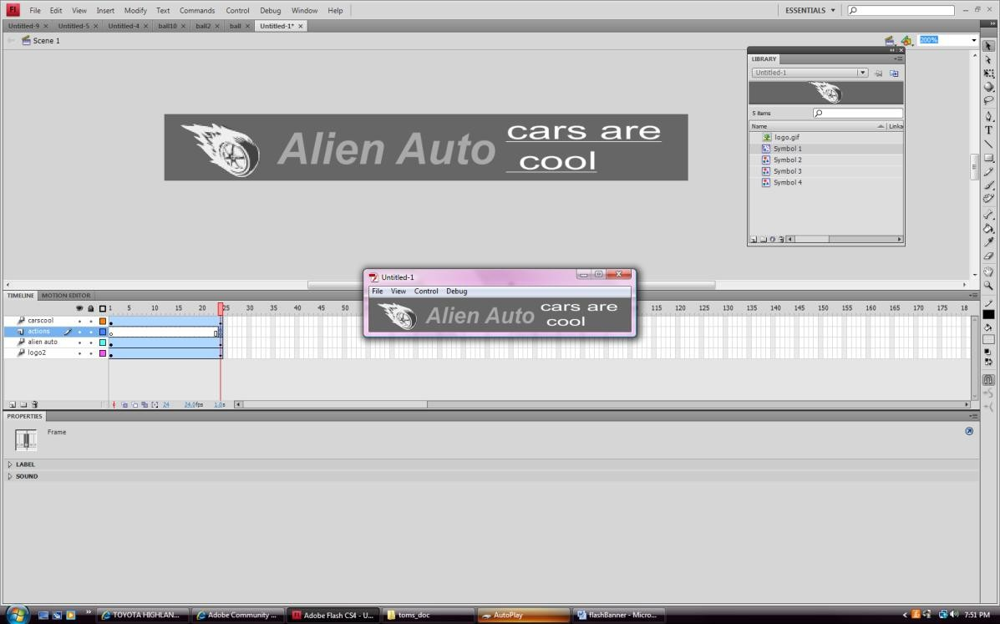 Fl File Edit View Insert Modify Text Commands Control Debug Window Help ESSENTIALS
Untitled-9 × Untitled-5 × Untitled-4 × ball10 × ball2 × ball × Untitled-1* ×
Scene 1 200%
LIBRARY
Untitled-1
5 items
Name Linka
logo.gif
Symbol 1
Symbol 2
Symbol 3
Symbol 4
Alien Auto
cars are
cool
Untitled-1
File View Control Debug
Alien Auto
cars are
cool
TIMELINE MOTION EDITOR
1 5 10 15 20 25 30 35 40 45 50 115 120 125 130 135 140 145 150 155 160 165 170 175 18
carscool
actions
alien auto
logo2
24 24.0fps 1.0s
PROPERTIES
Frame
LABEL
SOUND
TOYOTA HIGHLAN... Adobe Community ... Adobe Flash CS4 - U... toms_doc AutoPlay flashBanner - Micro... 7:51 PM